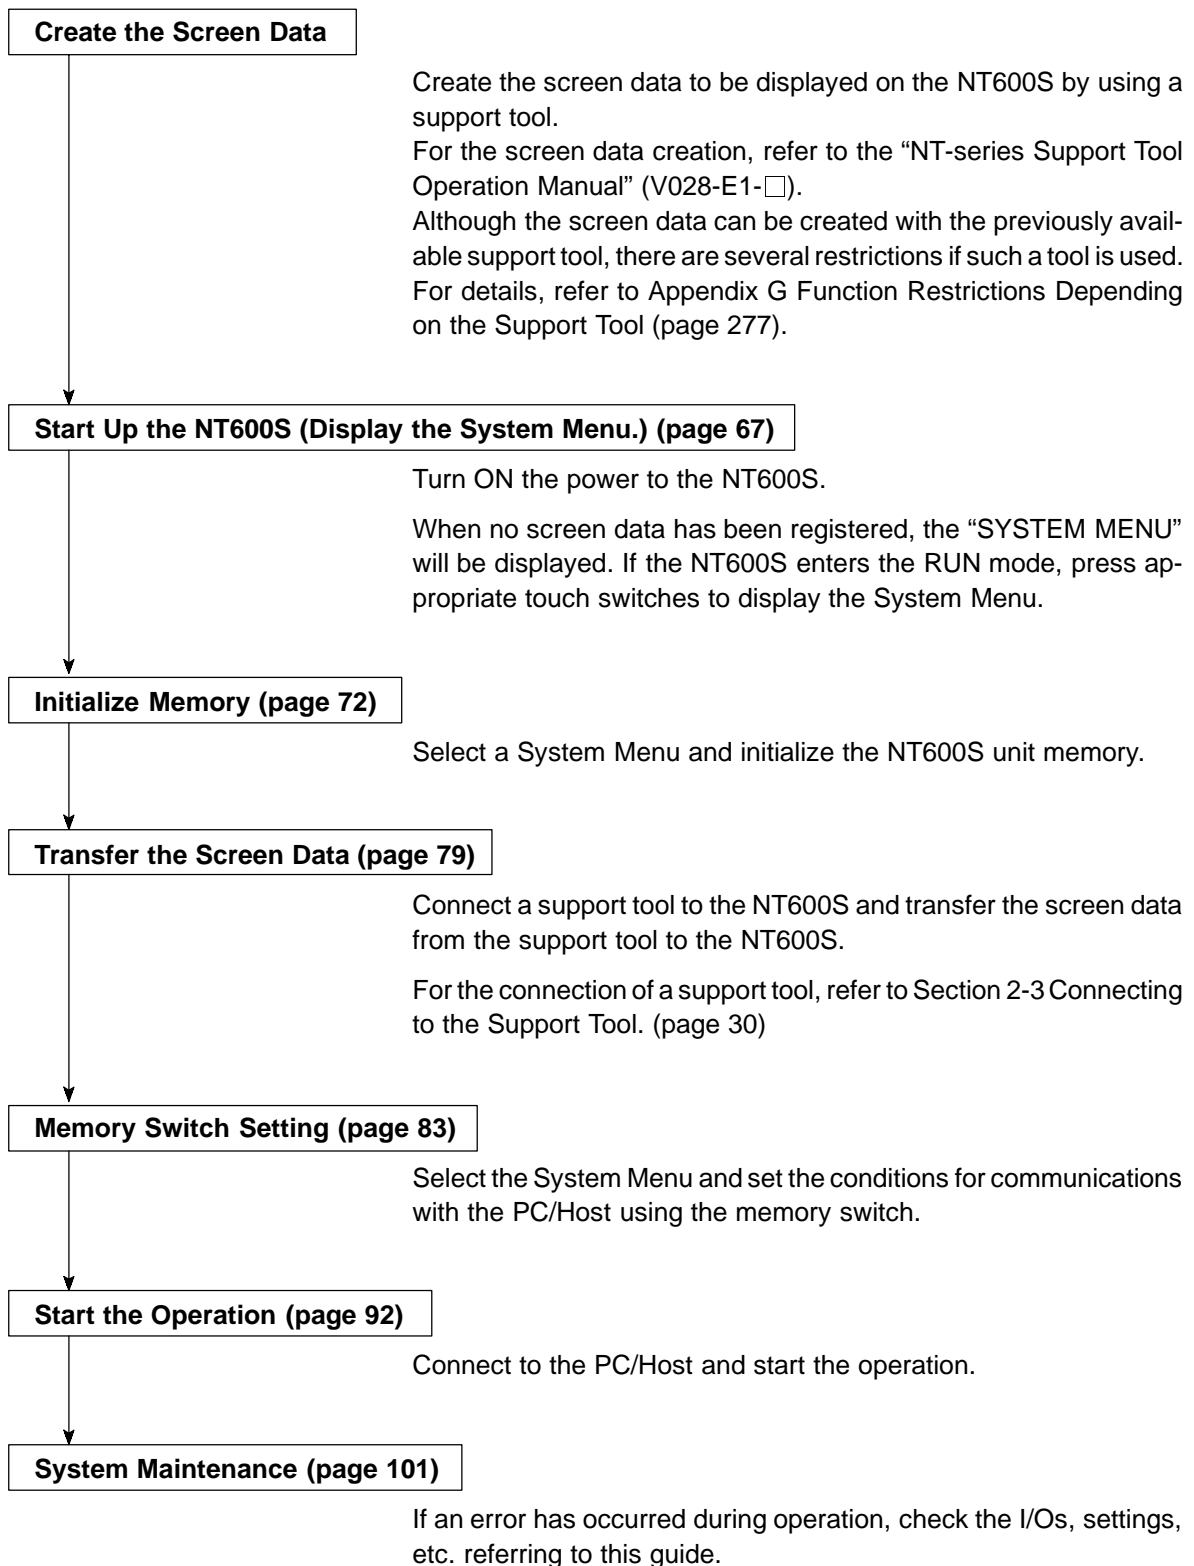 Create the Screen Data
Create the screen data to be displayed on the NT600S by using a
support tool.
For the screen data creation, refer to the “NT-series Support Tool
Operation Manual” (V028-E1-□).
Although the screen data can be created with the previously avail-
able support tool, there are several restrictions if such a tool is used.
For details, refer to Appendix G Function Restrictions Depending
on the Support Tool (page 277).
Start Up the NT600S (Display the System Menu.) (page 67)
Turn ON the power to the NT600S.
When no screen data has been registered, the “SYSTEM MENU”
will be displayed. If the NT600S enters the RUN mode, press ap-
propriate touch switches to display the System Menu.
Initialize Memory (page 72)
Select a System Menu and initialize the NT600S unit memory.
Transfer the Screen Data (page 79)
Connect a support tool to the NT600S and transfer the screen data
from the support tool to the NT600S.
For the connection of a support tool, refer to Section 2-3 Connecting
to the Support Tool. (page 30)
Memory Switch Setting (page 83)
Select the System Menu and set the conditions for communications
with the PC/Host using the memory switch.
Start the Operation (page 92)
Connect to the PC/Host and start the operation.
System Maintenance (page 101)
If an error has occurred during operation, check the I/Os, settings,
etc. referring to this guide.